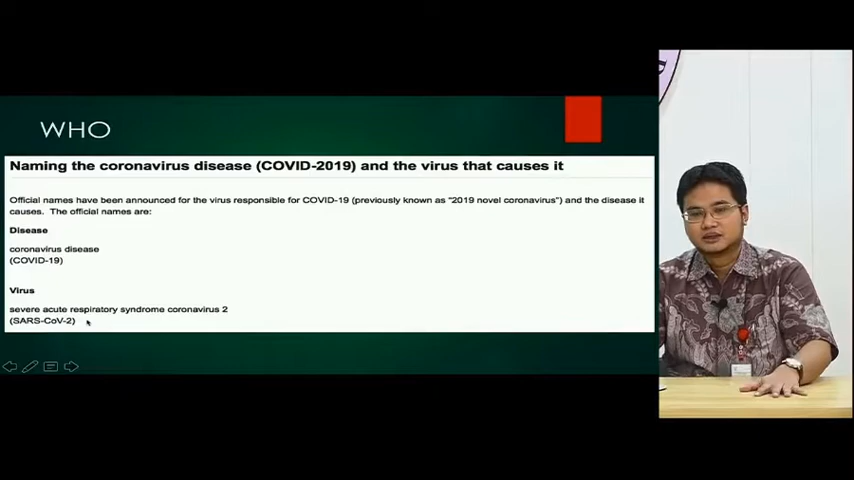 WHO
Naming the coronavirus disease (COVID-2019) and the virus that causes it
Official names have been announced for the virus responsible for COVID-19 (previously known as "2019 novel coronavirus") and the disease it
causes. The official names are:
Disease
coronavirus disease
(COVID-19)
Virus
severe acute respiratory syndrome coronavirus 2
(SARS-CoV-2)